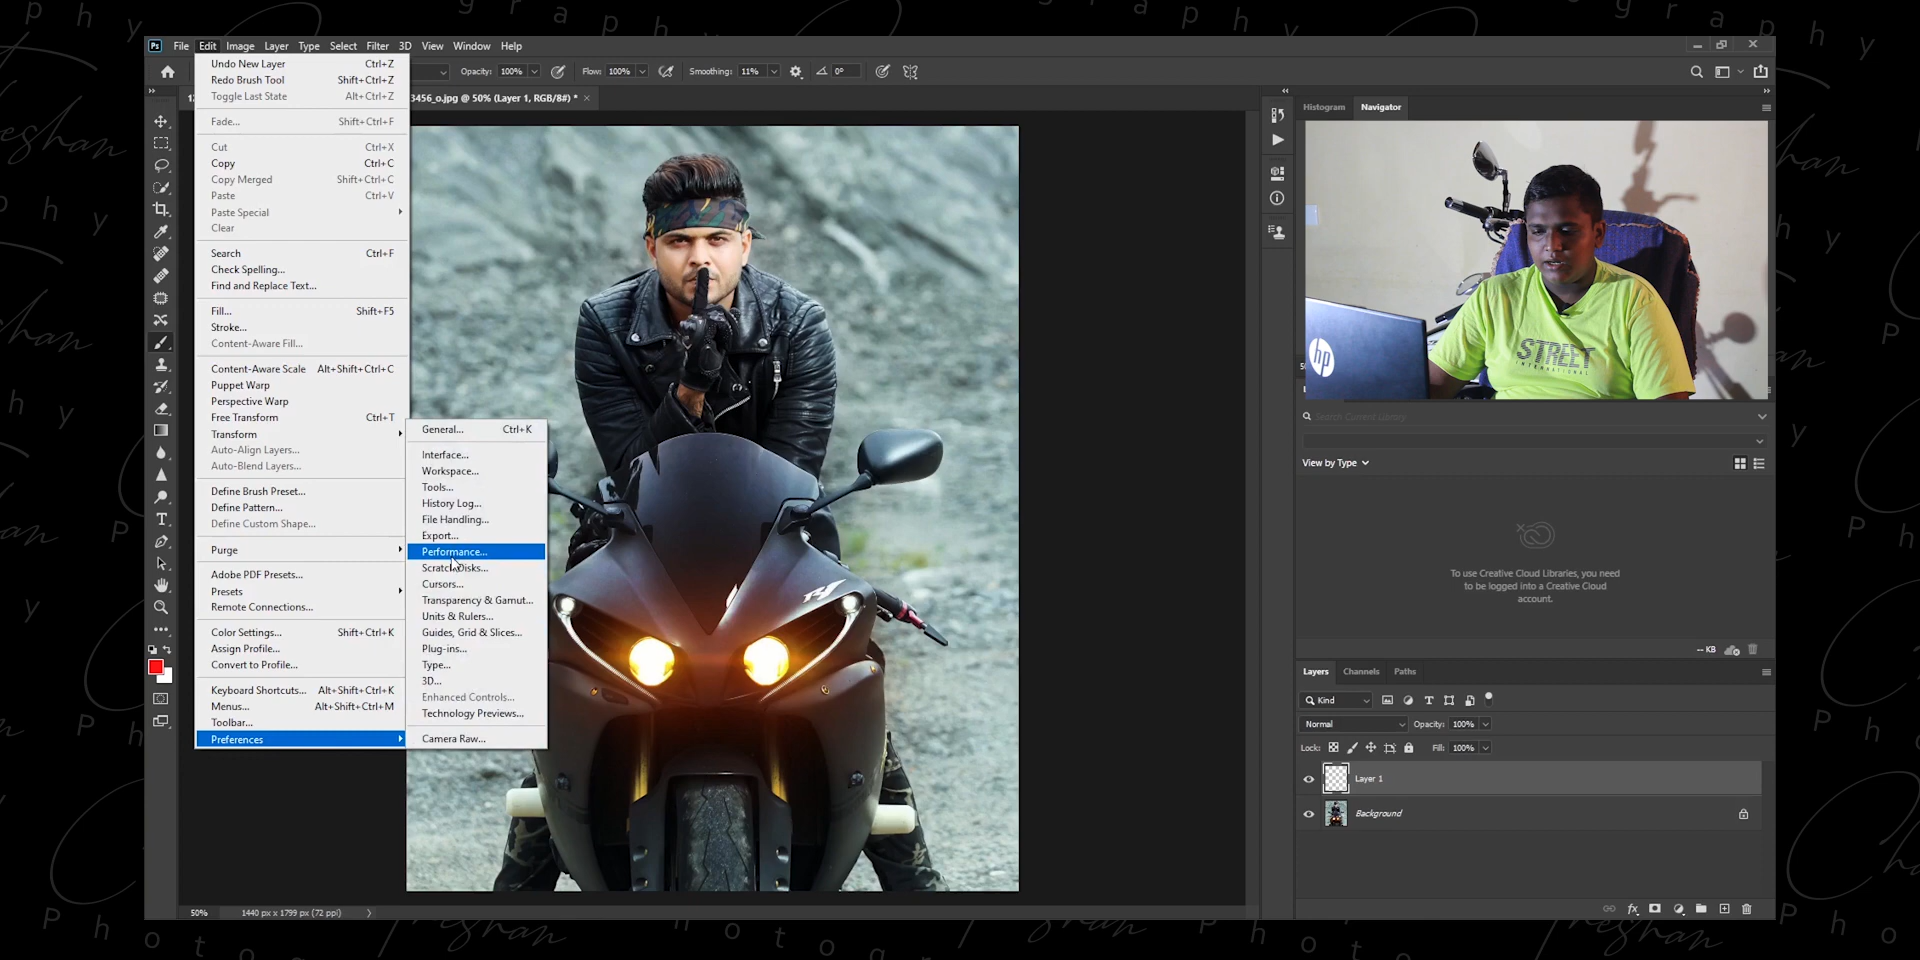 Ps File Edit Image Layer Type Select Filter 3D View Window Help
Opacity: 100% Flow: 100% Smoothing: 11% 0°
3456_o.jpg @ 50% (Layer 1, RGB/8#) * ×
Undo New Layer Ctrl+Z
Redo Brush Tool Shift+Ctrl+Z
Toggle Last State Alt+Ctrl+Z
Fade... Shift+Ctrl+F
Cut Ctrl+X
Copy Ctrl+C
Copy Merged Shift+Ctrl+C
Paste Ctrl+V
Paste Special
Clear
Search Ctrl+F
Check Spelling...
Find and Replace Text...
Fill... Shift+F5
Stroke...
Content-Aware Fill...
Content-Aware Scale Alt+Shift+Ctrl+C
Puppet Warp
Perspective Warp
Free Transform Ctrl+T
Transform
Auto-Align Layers...
Auto-Blend Layers...
Define Brush Preset...
Define Pattern...
Define Custom Shape...
Purge
Adobe PDF Presets...
Presets
Remote Connections...
Color Settings... Shift+Ctrl+K
Assign Profile...
Convert to Profile...
Keyboard Shortcuts... Alt+Shift+Ctrl+K
Menus... Alt+Shift+Ctrl+M
Toolbar...
Preferences
General... Ctrl+K
Interface...
Workspace...
Tools...
History Log...
File Handling...
Export...
Performance...
Scratch Disks...
Cursors...
Transparency & Gamut...
Units & Rulers...
Guides, Grid & Slices...
Plug-ins...
Type...
3D...
Enhanced Controls...
Technology Previews...
Camera Raw...
50% 1440 px x 1799 px (72 ppi)
Histogram Navigator
hp
STREET
INTERNATIONAL
Search Current Library
View by Type
To use Creative Cloud Libraries, you need
to be logged into a Creative Cloud
account.
-- KB
Layers Channels Paths
Kind
Normal Opacity: 100%
Lock: Fill: 100%
Layer 1
Background